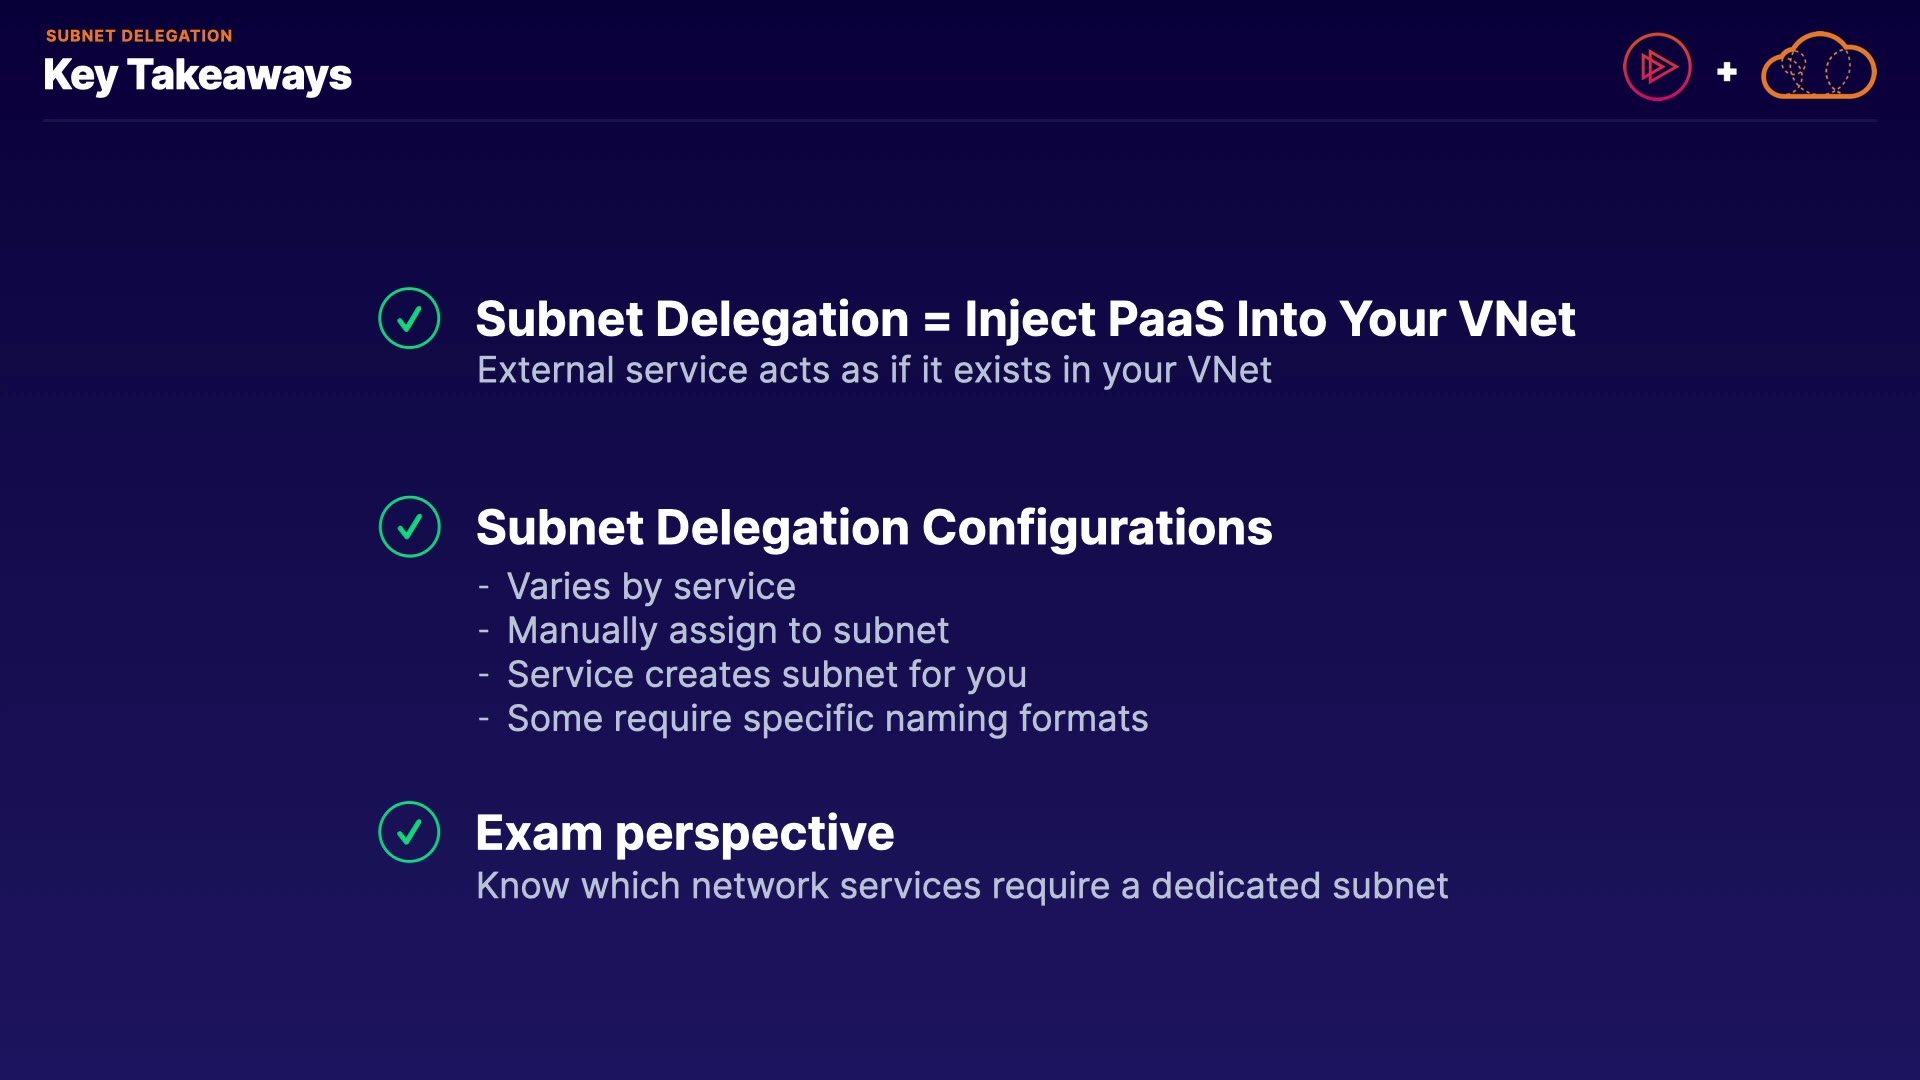 SUBNET DELEGATION
Key Takeaways
+
Subnet Delegation = Inject PaaS Into Your VNet
External service acts as if it exists in your VNet
Subnet Delegation Configurations
- Varies by service
- Manually assign to subnet
- Service creates subnet for you
- Some require specific naming formats
Exam perspective
Know which network services require a dedicated subnet